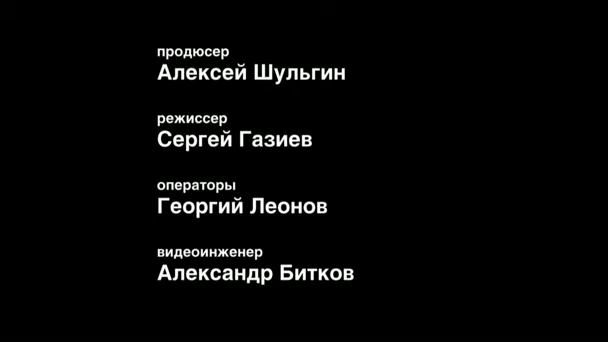 продюсер
Алексей Шульгин
режиссер
Сергей Газиев
операторы
Георгий Леонов
видеоинженер
Александр Битков